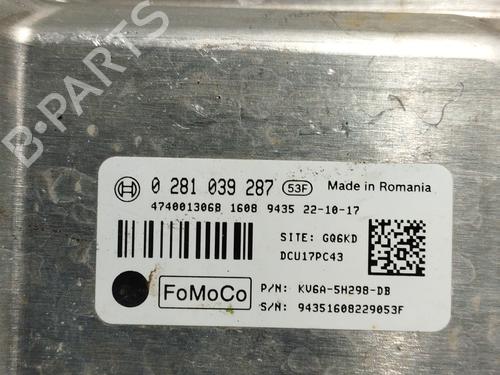 B-PARTS
0 281 039 287 53F Made in Romania
4740013068 1608 9435 22-10-17
SITE: GQ6KD
DCU17PC43
FoMoCo
P/N: KV6A-5H298-DB
S/N: 94351608229053F